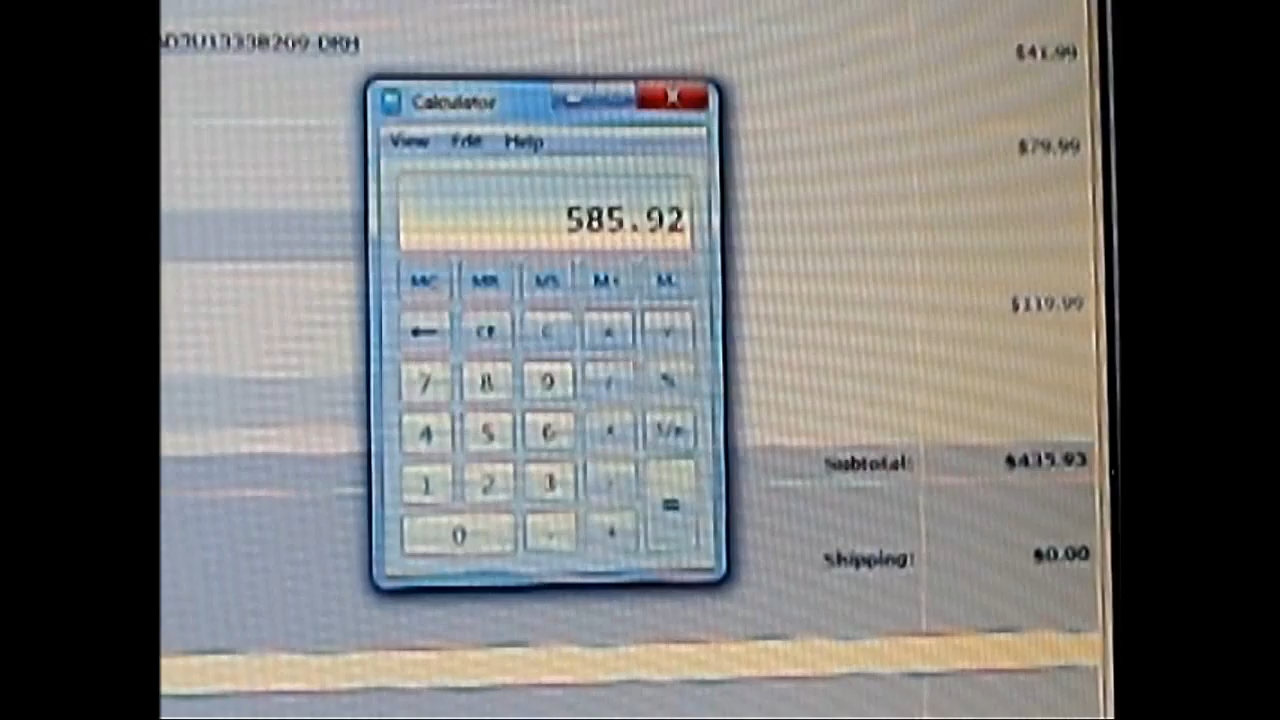 $41.99
Calculator
View Edit Help
$79.99
585.92
MC MR MS M+ M-
$119.99
← CE C
7 8 9 / %
4 5 6 * 1/x
Subtotal: $435.93
1 2 3 - =
0 . +
Shipping: $0.00